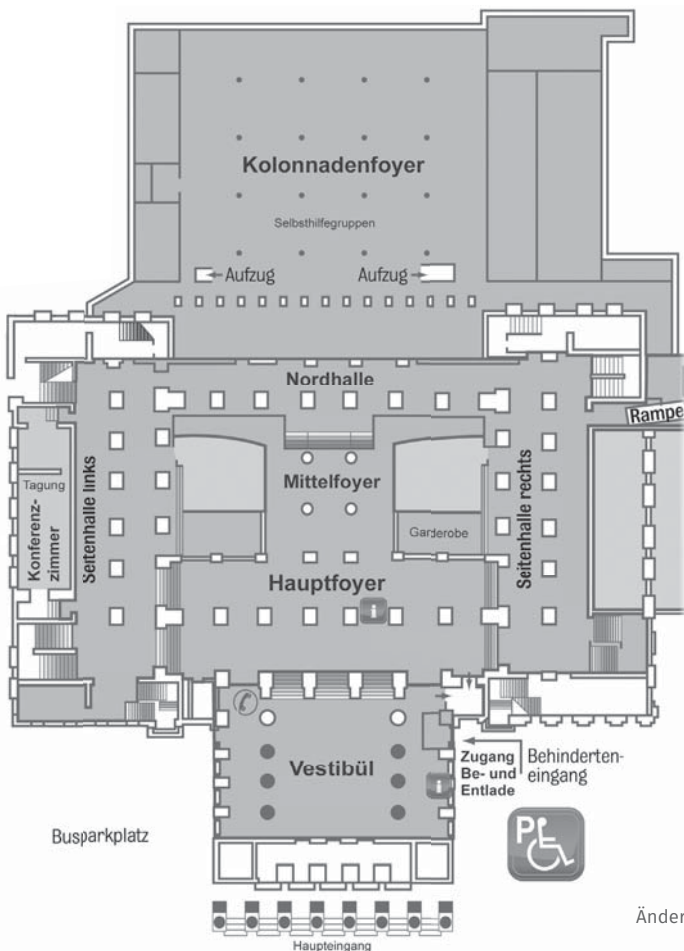 Kolonnadenfoyer
Selbsthilfegruppen
Aufzug
Aufzug
Nordhalle
Rampe
Mittelfoyer
Seitenhalle links
Seitenhalle rechts
Tagung
Konferenz-
zimmer
Garderobe
Hauptfoyer
i
Vestibül
i
Zugang
Be- und
Entlade
Behinderten-
eingang
P
Busparkplatz
Haupteingang
Änder